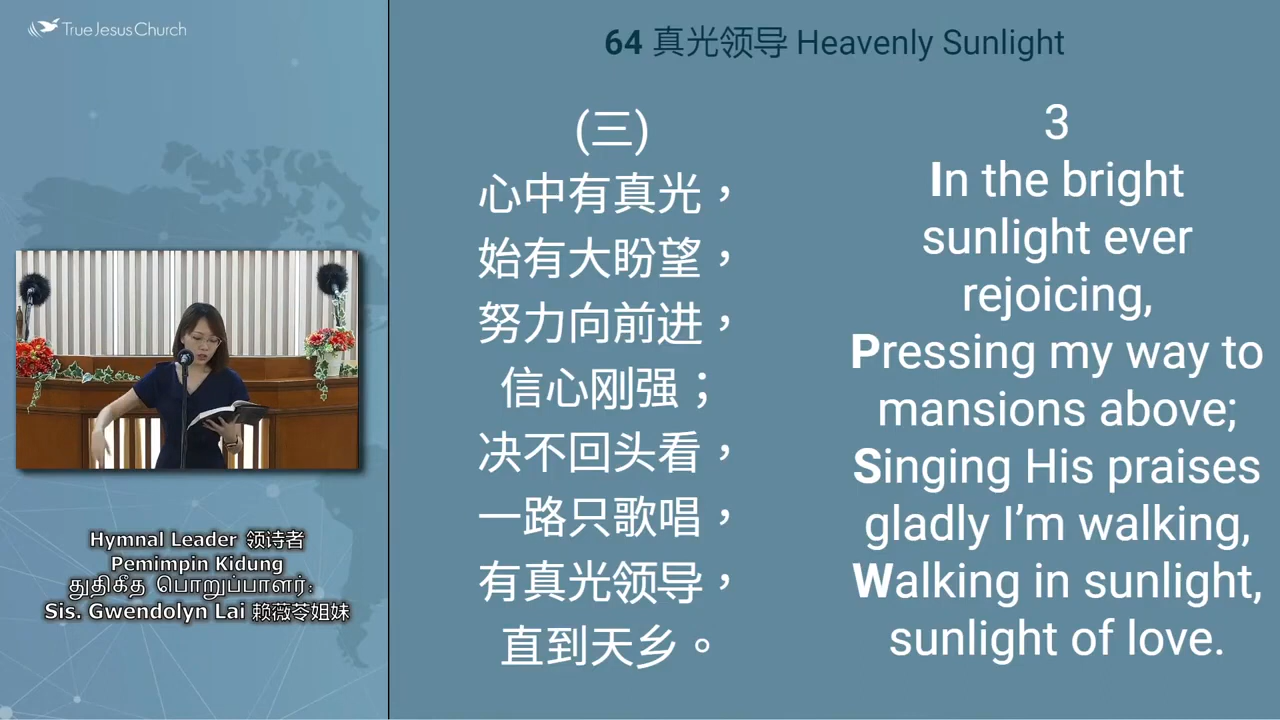 True Jesus Church
64 真光领导 Heavenly Sunlight
(三)
心中有真光，
始有大盼望，
努力向前进，
信心刚强；
决不回头看，
一路只歌唱，
有真光领导，
直到天乡。
3
In the bright
sunlight ever
rejoicing,
Pressing my way to
mansions above;
Singing His praises
gladly I’m walking,
Walking in sunlight,
sunlight of love.
Hymnal Leader 领诗者
Pemimpin Kidung
துதிகீத பொறுப்பாளர்:
Sis. Gwendolyn Lai 赖薇苓姐妹